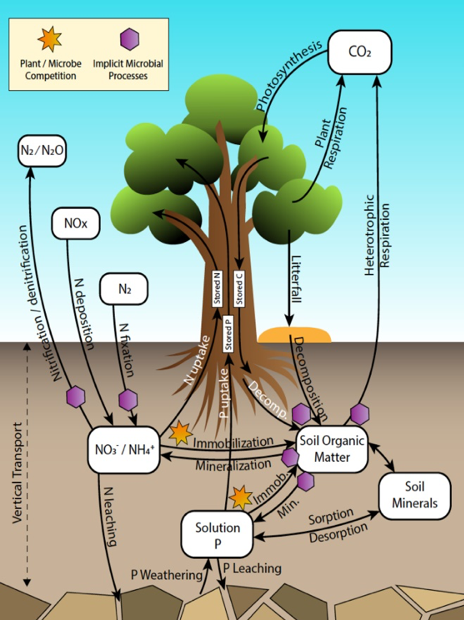 Plant / Microbe
Competition
Implicit Microbial
Processes
CO₂
Photosynthesis
Plant
Respiration
N₂/N₂O
NOx
N₂
Nitrification / denitrification
N deposition
N fixation
Heterotrophic
Respiration
Litterfall
Stored N
Stored C
Stored P
N uptake
P uptake
Decomp.
Decomposition
Vertical Transport
NO₃⁻ / NH₄⁺
Immobilization
Mineralization
Soil Organic
Matter
Immob.
Min.
Soil
Minerals
N leaching
Solution
P
Sorption
Desorption
P Weathering
P Leaching